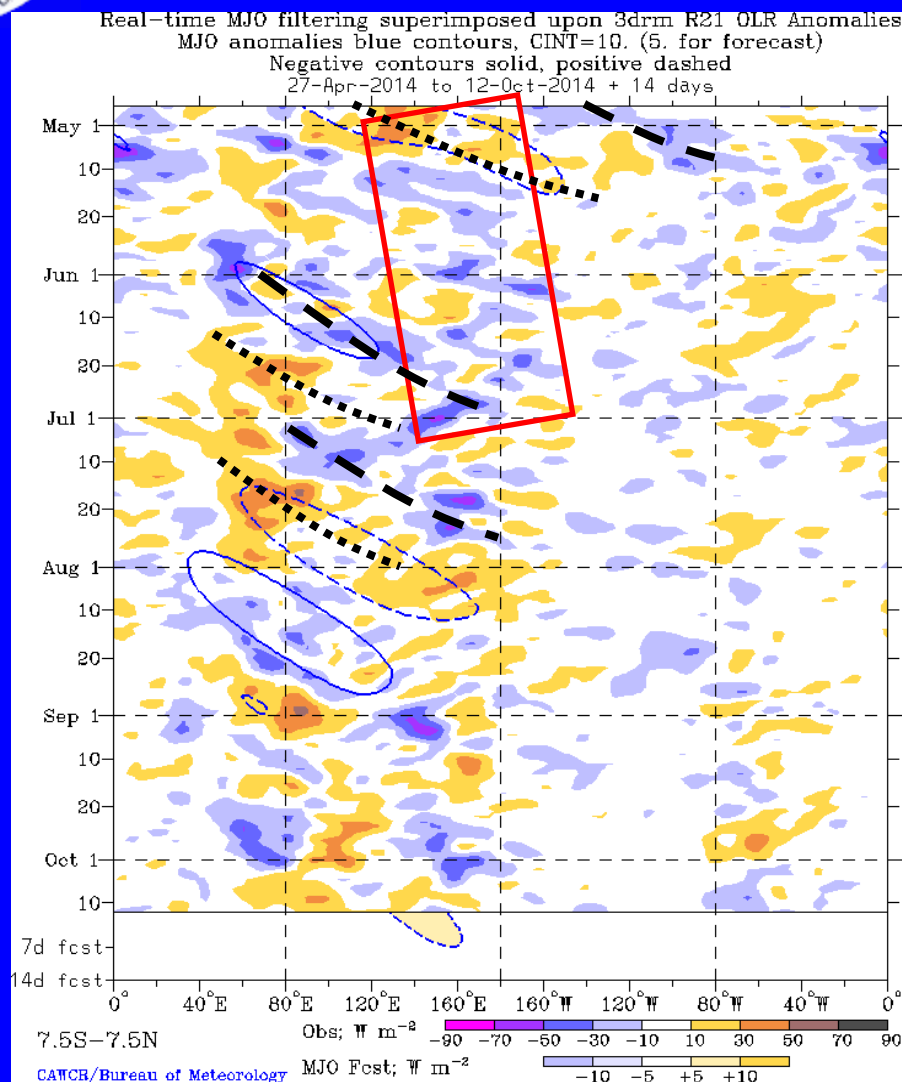 Real-time MJO filtering superimposed upon 3drm R21 OLR Anomalies
MJO anomalies blue contours, CINT=10. (5. for forecast)
Negative contours solid, positive dashed
27-Apr-2014 to 12-Oct-2014 + 14 days
May 1
10
20
Jun 1
10
20
Jul 1
10
20
Aug 1
10
20
Sep 1
10
20
Oct 1
10
7d fcst
14d fcst
0° 40°E 80°E 120°E 160°E 160°W 120°W 80°W 40°W 0°
7.5S-7.5N
Obs; W m-2
-90 -70 -50 -30 -10 10 30 50 70 90
CAWCR/Bureau of Meteorology
MJO Fcst; W m-2
-10 -5 +5 +10